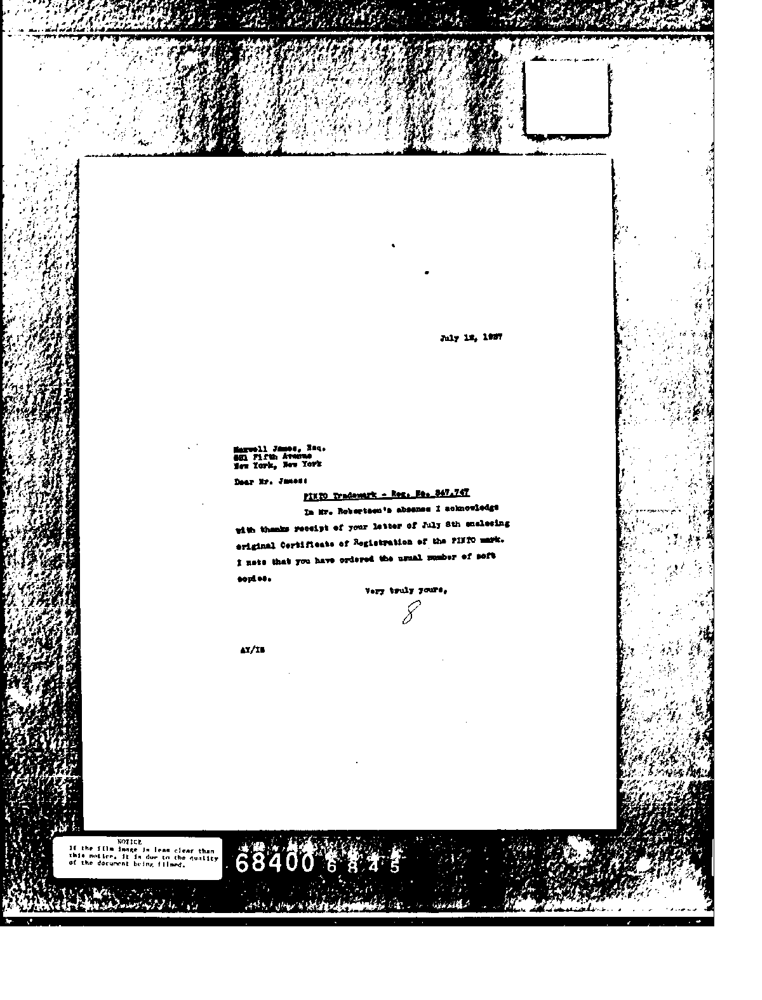 July 12, 1937
Maxwell James, Esq.
551 Fifth Avenue
New York, New York
Dear Mr. James:
PINTO Trademark - Reg. No. 347,747
In Mr. Robertson's absence I acknowledge
with thanks receipt of your letter of July 8th enclosing
original Certificate of Registration of the PINTO mark.
I note that you have ordered the usual number of soft
copies.
Very truly yours,
AY/IB
NOTICE
If the film image is less clear than
this notice, it is due to the quality
of the document being filmed.
68400 6845